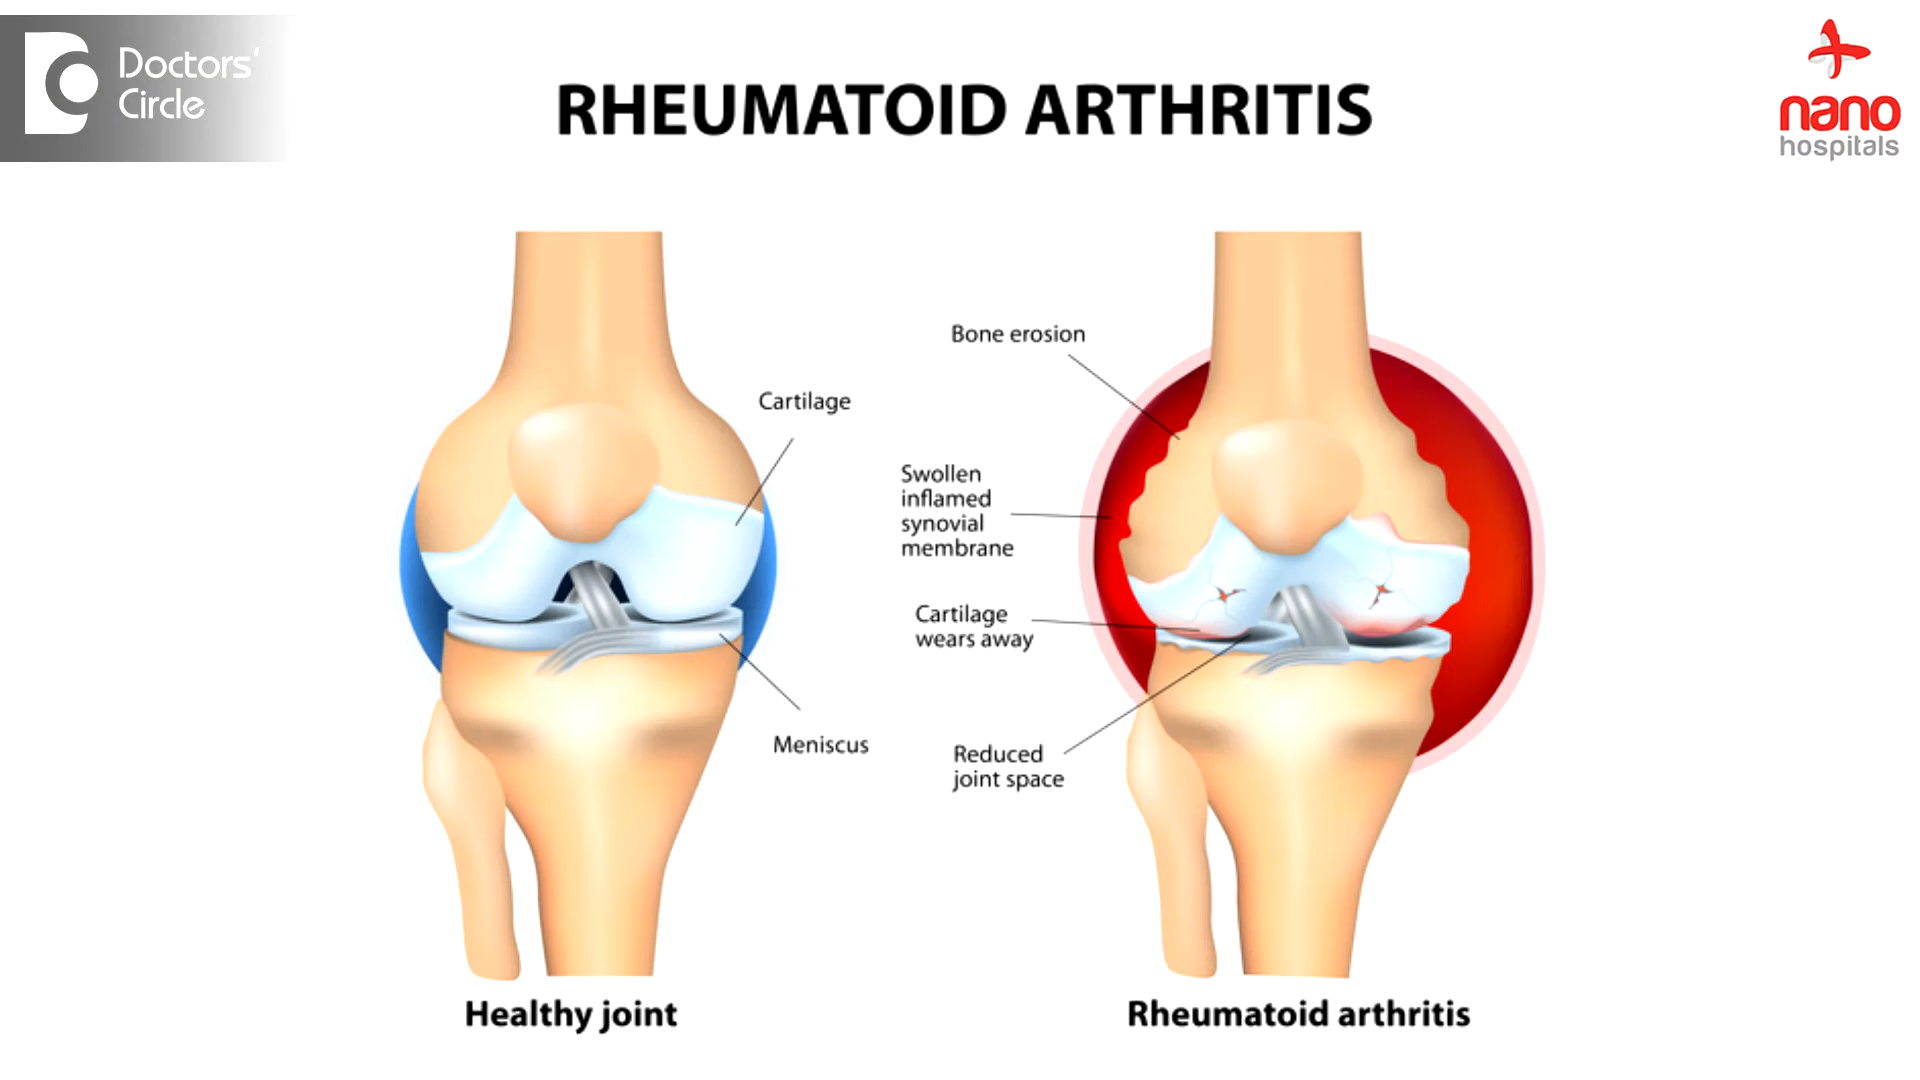 Doctors'
Circle
RHEUMATOID ARTHRITIS
nano
hospitals
Cartilage
Meniscus
Healthy joint
Bone erosion
Swollen
inflamed
synovial
membrane
Cartilage
wears away
Reduced
joint space
Rheumatoid arthritis